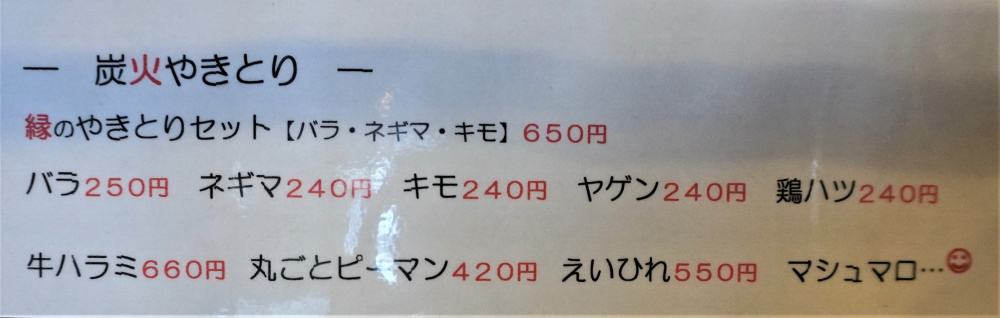 ― 炭火やきとり ―
縁のやきとりセット【バラ・ネギマ・キモ】650円
バラ250円 ネギマ240円 キモ240円 ヤゲン240円 鶏ハツ240円
牛ハラミ660円 丸ごとピーマン420円 えいひれ550円 マシュマロ…